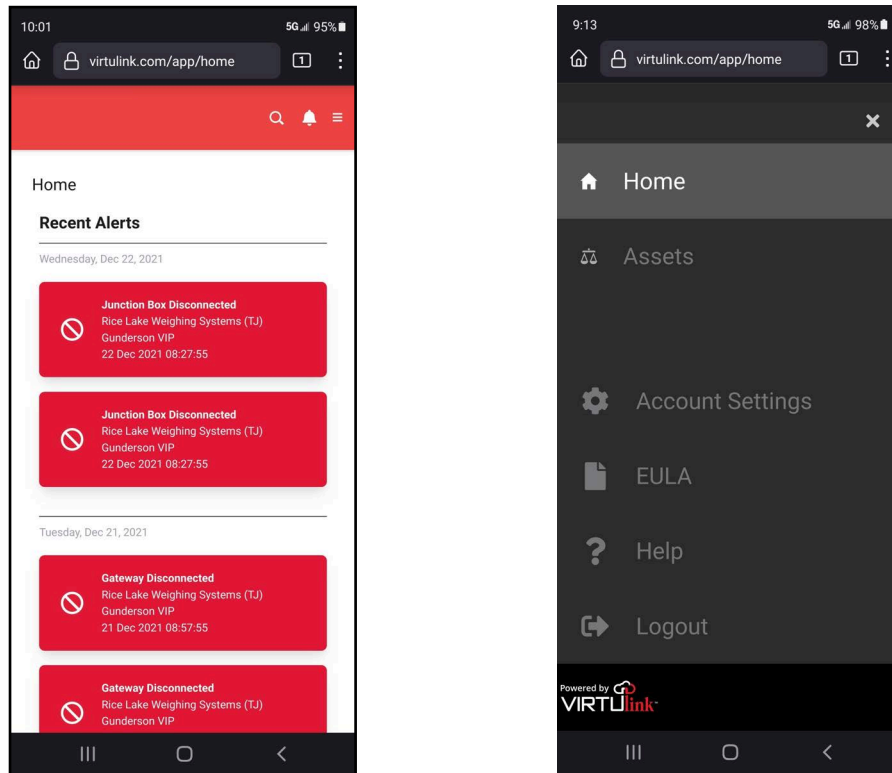 10:01
5G 95%
virtulink.com/app/home
1
Home
Recent Alerts
Wednesday, Dec 22, 2021
Junction Box Disconnected
Rice Lake Weighing Systems (TJ)
Gunderson VIP
22 Dec 2021 08:27:55
Junction Box Disconnected
Rice Lake Weighing Systems (TJ)
Gunderson VIP
22 Dec 2021 08:27:55
Tuesday, Dec 21, 2021
Gateway Disconnected
Rice Lake Weighing Systems (TJ)
Gunderson VIP
21 Dec 2021 08:57:55
Gateway Disconnected
Rice Lake Weighing Systems (TJ)
Gunderson VIP
9:13
5G 98%
virtulink.com/app/home
1
Home
Assets
Account Settings
EULA
Help
Logout
Powered by
VIRTUlink